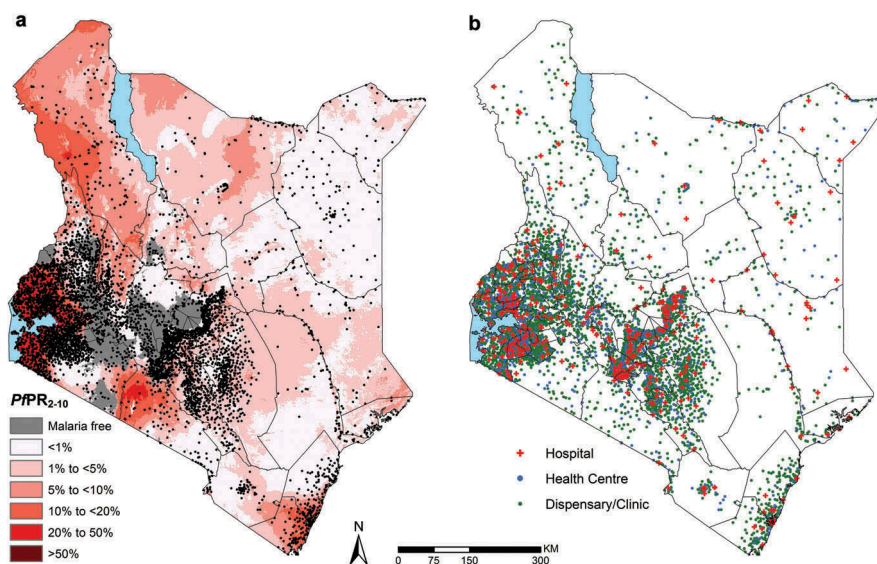 a
b
PfPR2-10
Malaria free
<1%
1% to <5%
5% to <10%
10% to <20%
20% to 50%
>50%
Hospital
Health Centre
Dispensary/Clinic
N
KM
0 75 150 300